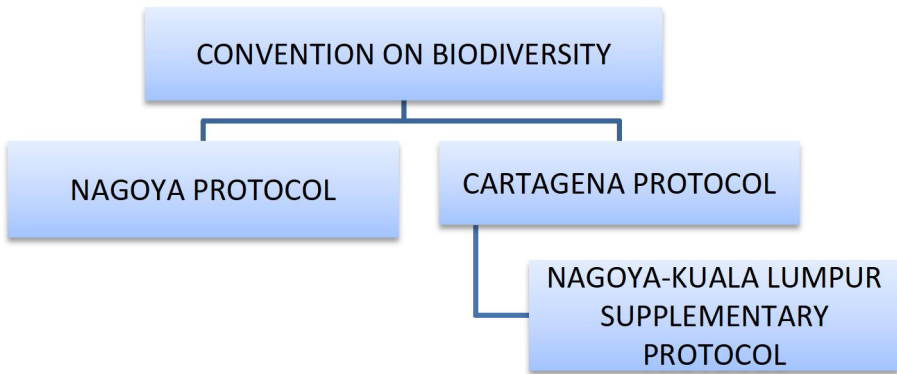 CONVENTION ON BIODIVERSITY
NAGOYA PROTOCOL
CARTAGENA PROTOCOL
NAGOYA-KUALA LUMPUR
SUPPLEMENTARY
PROTOCOL